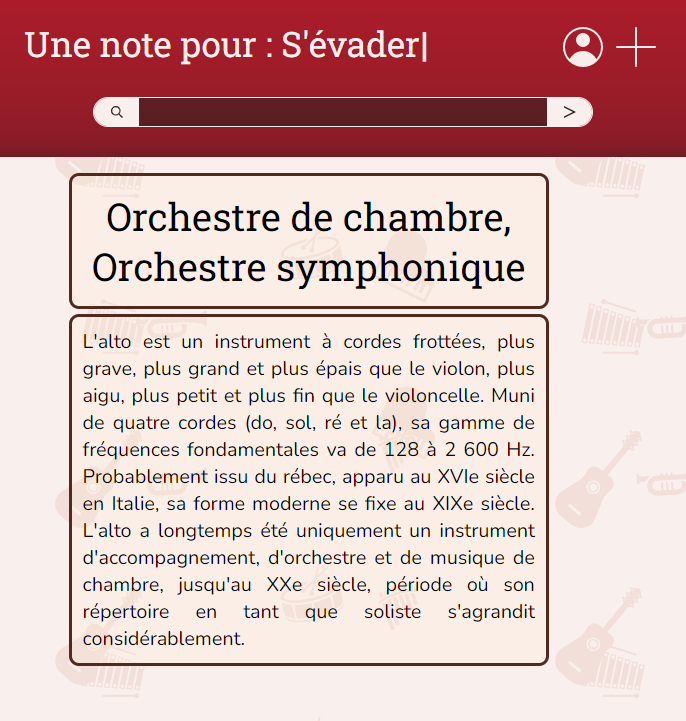 Une note pour : S'évader|
Orchestre de chambre,
Orchestre symphonique
L'alto est un instrument à cordes frottées, plus
grave, plus grand et plus épais que le violon, plus
aigu, plus petit et plus fin que le violoncelle. Muni
de quatre cordes (do, sol, ré et la), sa gamme de
fréquences fondamentales va de 128 à 2 600 Hz.
Probablement issu du rébec, apparu au XVIe siècle
en Italie, sa forme moderne se fixe au XIXe siècle.
L'alto a longtemps été uniquement un instrument
d'accompagnement, d'orchestre et de musique de
chambre, jusqu'au XXe siècle, période où son
répertoire en tant que soliste s'agrandit
considérablement.